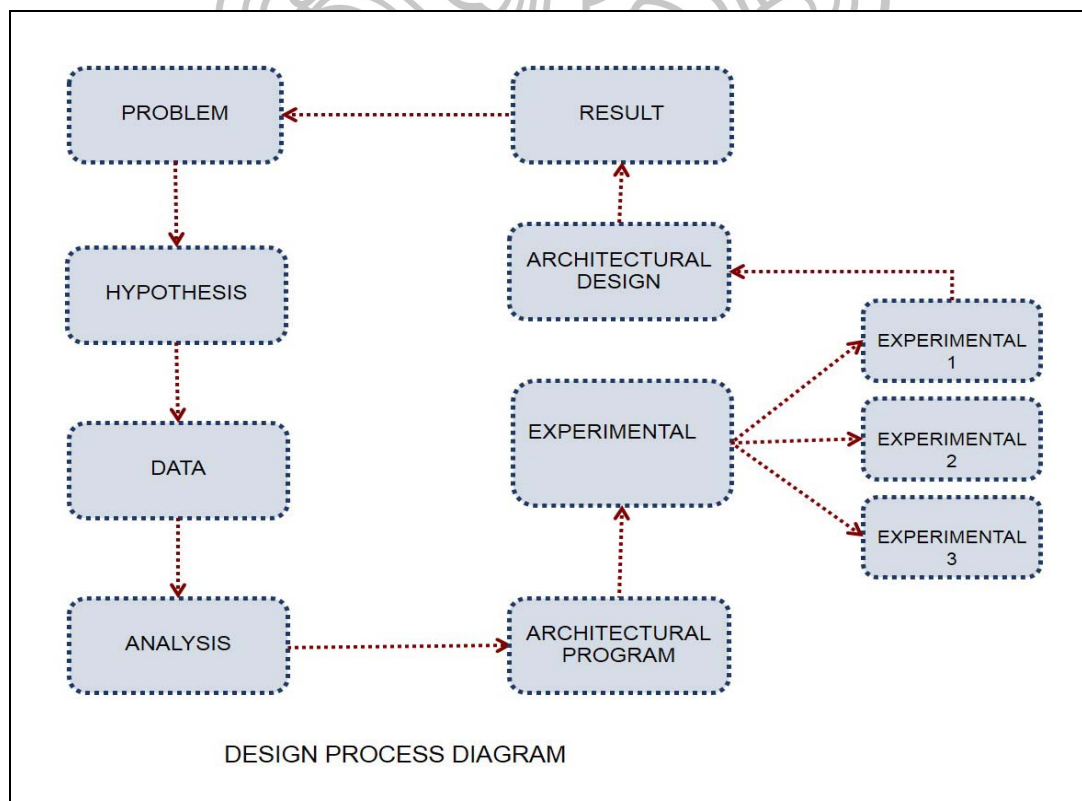 PROBLEM
RESULT
HYPOTHESIS
ARCHITECTURAL
DESIGN
EXPERIMENTAL
1
DATA
EXPERIMENTAL
EXPERIMENTAL
2
EXPERIMENTAL
3
ANALYSIS
ARCHITECTURAL
PROGRAM
DESIGN PROCESS DIAGRAM